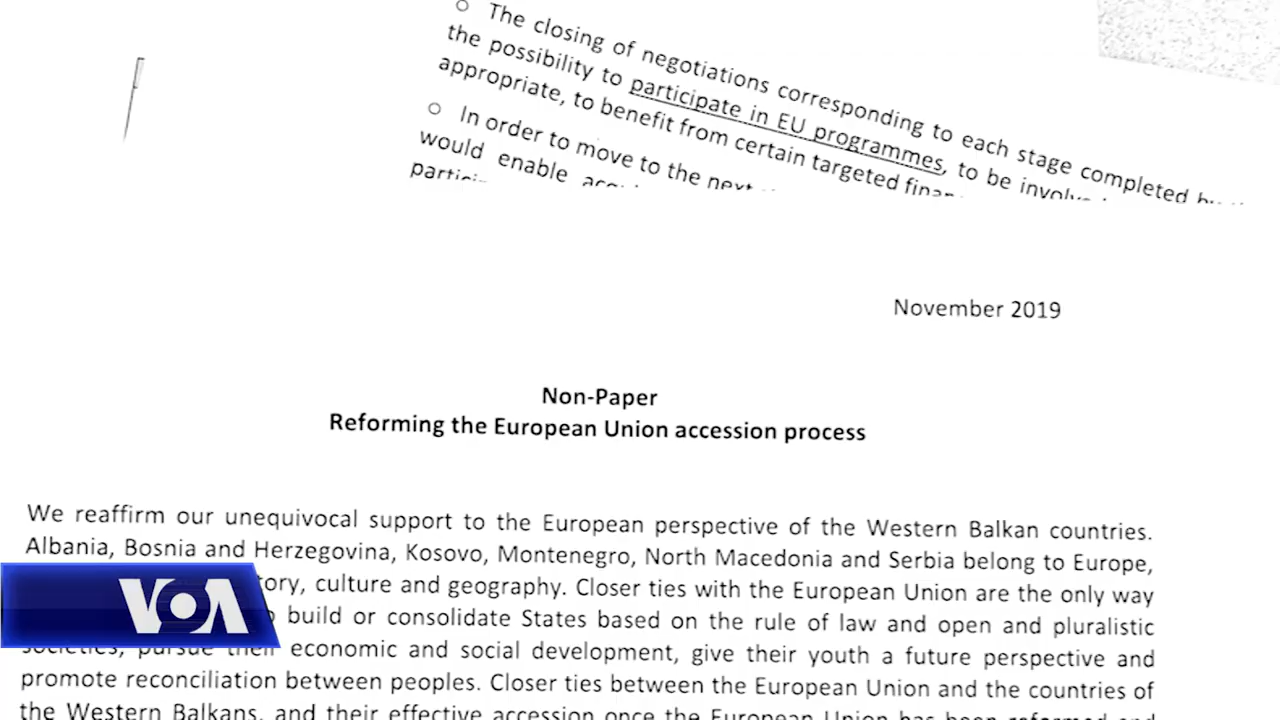 The closing of negotiations corresponding to each stage completed
the possibility to participate in EU programmes, to be
appropriate, to benefit from certain targeted
In order to move to the next
would enable
November 2019
Non-Paper
Reforming the European Union accession process
We reaffirm our unequivocal support to the European perspective of the Western Balkan countries.
Albania, Bosnia and Herzegovina, Kosovo, Montenegro, North Macedonia and Serbia belong to Europe,
culture and geography. Closer ties with the European Union are the only way
VOA
build or consolidate States based on the rule of law and open and pluralistic
societies, pursue their economic and social development, give their youth a future perspective and
promote reconciliation between peoples. Closer ties between the European Union and the countries of
the Western Balkans, and their effective accession once the European Union has been reformed and